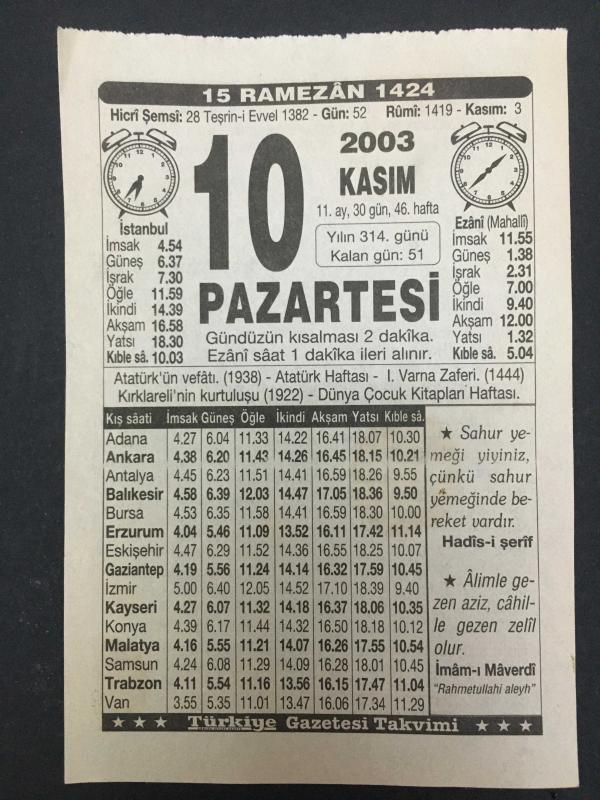 15 RAMEZÂN 1424
Hicrî Şemsî: 28 Teşrin-i Evvel 1382 - Gün: 52 Rûmî: 1419 - Kasım: 3
10
2003
KASIM
11. ay, 30 gün, 46. hafta
Yılın 314. günü
Kalan gün: 51
PAZARTESİ
Gündüzün kısalması 2 dakîka.
Ezânî sâat 1 dakîka ileri alınır.
İstanbul
İmsak 4.54
Güneş 6.37
İşrak 7.30
Öğle 11.59
İkindi 14.39
Akşam 16.58
Yatsı 18.30
Kıble sâ. 10.03
Ezânî (Mahallî)
İmsak 11.55
Güneş 1.38
İşrak 2.31
Öğle 7.00
İkindi 9.40
Akşam 12.00
Yatsı 1.32
Kıble sâ. 5.04
Atatürk'ün vefâtı. (1938) - Atatürk Haftası - I. Varna Zaferi. (1444)
Kırklareli'nin kurtuluşu (1922) - Dünya Çocuk Kitapları Haftası.
Kış sâati İmsak Güneş Öğle İkindi Akşam Yatsı Kıble sâ.
Adana 4.27 6.04 11.33 14.22 16.41 18.07 10.30
Ankara 4.38 6.20 11.43 14.26 16.45 18.15 10.21
Antalya 4.45 6.23 11.51 14.41 16.59 18.26 9.55
Balıkesir 4.58 6.39 12.03 14.47 17.05 18.36 9.50
Bursa 4.53 6.35 11.58 14.41 16.59 18.30 10.00
Erzurum 4.04 5.46 11.09 13.52 16.11 17.42 11.14
Eskişehir 4.47 6.29 11.52 14.36 16.55 18.25 10.07
Gaziantep 4.19 5.56 11.24 14.14 16.32 17.59 10.45
İzmir 5.00 6.40 12.05 14.52 17.10 18.39 9.40
Kayseri 4.27 6.07 11.32 14.18 16.37 18.06 10.35
Konya 4.39 6.17 11.44 14.32 16.50 18.18 10.12
Malatya 4.16 5.55 11.21 14.07 16.26 17.55 10.54
Samsun 4.24 6.08 11.29 14.09 16.28 18.01 10.45
Trabzon 4.11 5.54 11.16 13.56 16.15 17.47 11.04
Van 3.55 5.35 11.01 13.47 16.06 17.34 11.29
★ Sahur ye-
meği yiyiniz,
çünkü sahur
yemeğinde be-
reket vardır.
Hadîs-i şerîf
★ Âlimle ge-
zen aziz, câhil-
le gezen zelîl
olur.
İmâm-ı Mâverdî
"Rahmetullahi aleyh"
★ ★ ★ Türkiye Gazetesi Takvimi ★ ★ ★